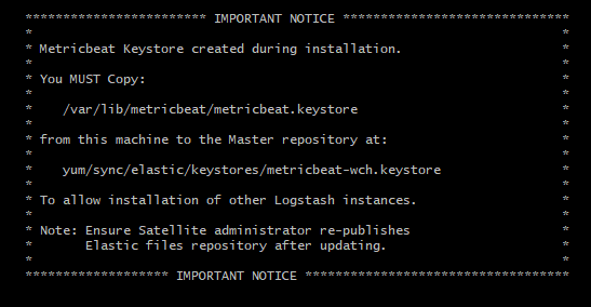 ************************ IMPORTANT NOTICE ******************************
* *
* Metricbeat Keystore created during installation. *
* *
* You MUST Copy: *
* *
* /var/lib/metricbeat/metricbeat.keystore *
* *
* from this machine to the Master repository at: *
* *
* yum/sync/elastic/keystores/metricbeat-wch.keystore *
* *
* To allow installation of other Logstash instances. *
* *
* Note: Ensure Satellite administrator re-publishes *
* Elastic files repository after updating. *
* *
******************* IMPORTANT NOTICE ***********************************